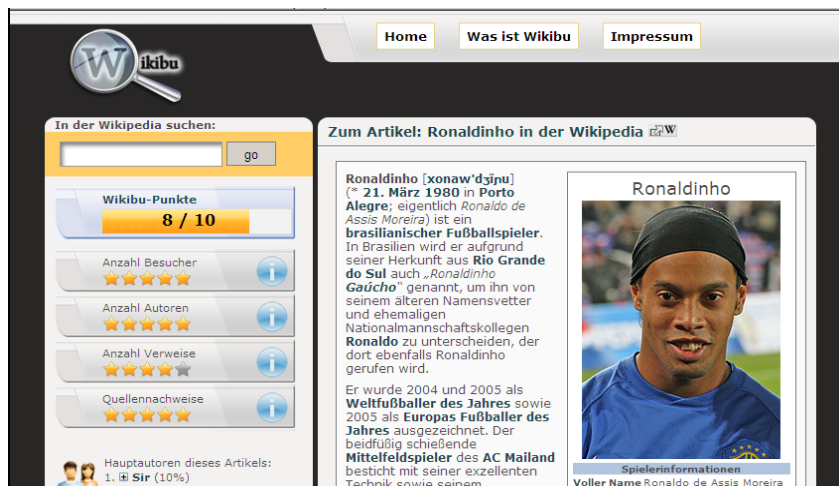 Home Was ist Wikibu Impressum
Wikibu
In der Wikipedia suchen:
go
Wikibu-Punkte
8 / 10
Anzahl Besucher
Anzahl Autoren
Anzahl Verweise
Quellennachweise
Hauptautoren dieses Artikels:
1. Sir (10%)
Zum Artikel: Ronaldinho in der Wikipedia W
Ronaldinho [xonaw'dʒĩɲu]
(* 21. März 1980 in Porto
Alegre; eigentlich Ronaldo de
Assis Moreira) ist ein
brasilianischer Fußballspieler.
In Brasilien wird er aufgrund
seiner Herkunft aus Rio Grande
do Sul auch „Ronaldinho
Gaúcho" genannt, um ihn von
seinem älteren Namensvetter
und ehemaligen
Nationalmannschaftskollegen
Ronaldo zu unterscheiden, der
dort ebenfalls Ronaldinho
gerufen wird.
Er wurde 2004 und 2005 als
Weltfußballer des Jahres sowie
2005 als Europas Fußballer des
Jahres ausgezeichnet. Der
beidfüßig schießende
Mittelfeldspieler des AC Mailand
besticht mit seiner exzellenten
Technik sowie seinem
Ronaldinho
Spielerinformationen
Voller Name Ronaldo de Assis Moreira